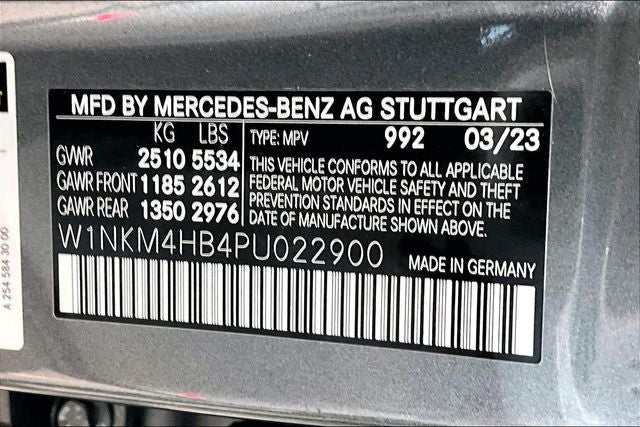 MFD BY MERCEDES-BENZ AG STUTTGART
KG LBS
GVWR 2510 5534
GAWR FRONT 1185 2612
GAWR REAR 1350 2976
TYPE: MPV 992 03/23
THIS VEHICLE CONFORMS TO ALL APPLICABLE
FEDERAL MOTOR VEHICLE SAFETY AND THEFT
PREVENTION STANDARDS IN EFFECT ON THE
DATE OF MANUFACTURE SHOWN ABOVE.
W1NKM4HB4PU022900
MADE IN GERMANY
A 254 584 30 00